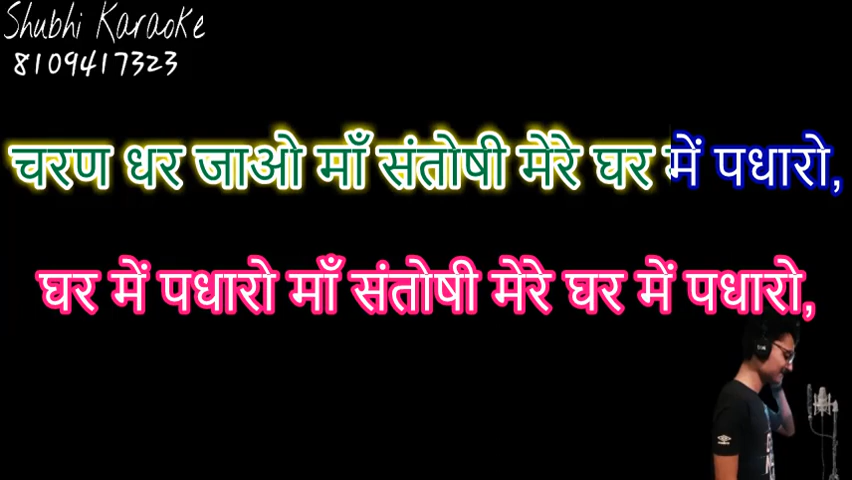 Shubhi Karaoke
8109417323
चरण धर जाओ माँ संतोषी मेरे घर में पधारो,
घर में पधारो माँ संतोषी मेरे घर में पधारो,